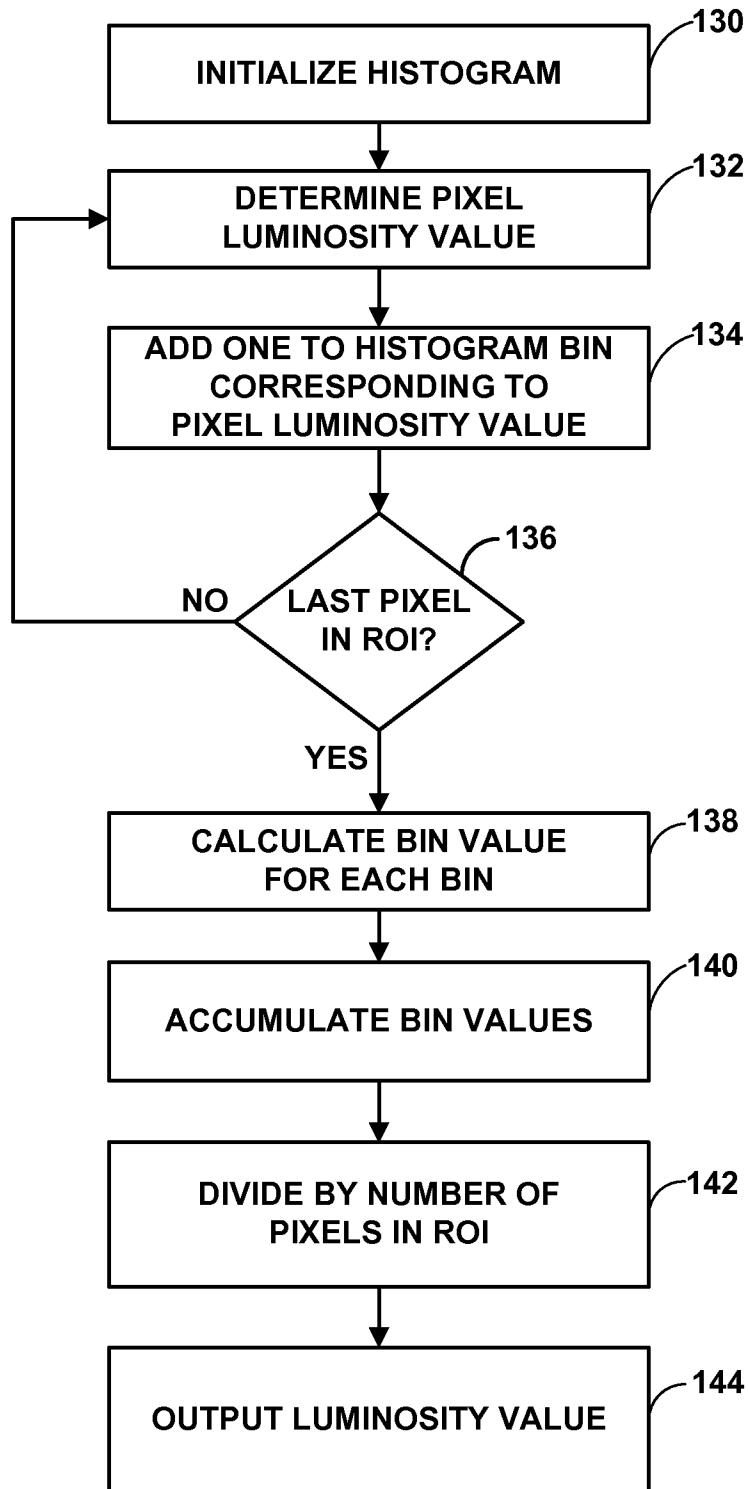 130
INITIALIZE HISTOGRAM
132
DETERMINE PIXEL
LUMINOSITY VALUE
134
ADD ONE TO HISTOGRAM BIN
CORRESPONDING TO
PIXEL LUMINOSITY VALUE
136
NO
LAST PIXEL
IN ROI?
YES
138
CALCULATE BIN VALUE
FOR EACH BIN
140
ACCUMULATE BIN VALUES
142
DIVIDE BY NUMBER OF
PIXELS IN ROI
144
OUTPUT LUMINOSITY VALUE